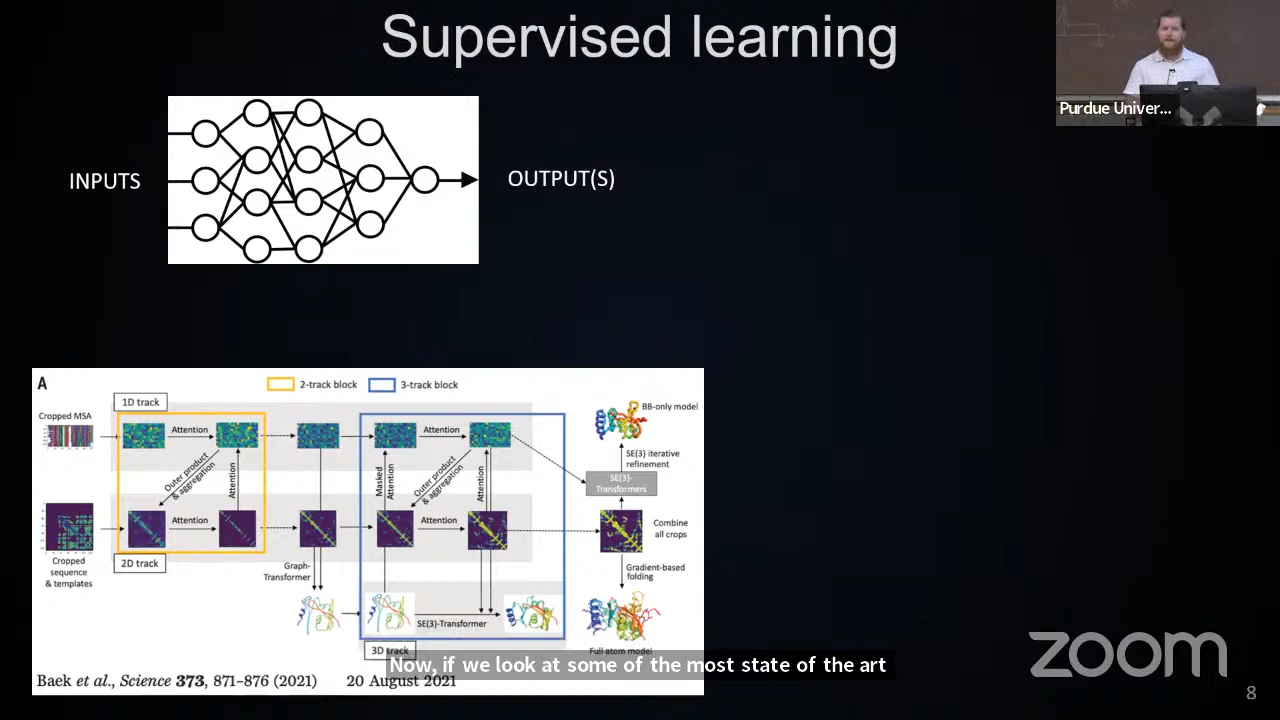 Supervised learning
Purdue Univer...
INPUTS
OUTPUT(S)
A
2-track block
3-track block
1D track
Cropped MSA
Attention
Attention
BB-only model
Outer product
& aggregation
Attention
Masked
Attention
Outer product
& aggregation
Attention
SE(3) iterative
refinement
SE(3)-
Transformers
Attention
Attention
Combine
all crops
2D track
Cropped
sequence
& templates
Graph-
Transformer
Gradient-based
folding
SE(3)-Transformer
3D track
Full atom model
Now, if we look at some of the most state of the art
Baek et al., Science 373, 871–876 (2021) 20 August 2021
zoom
8